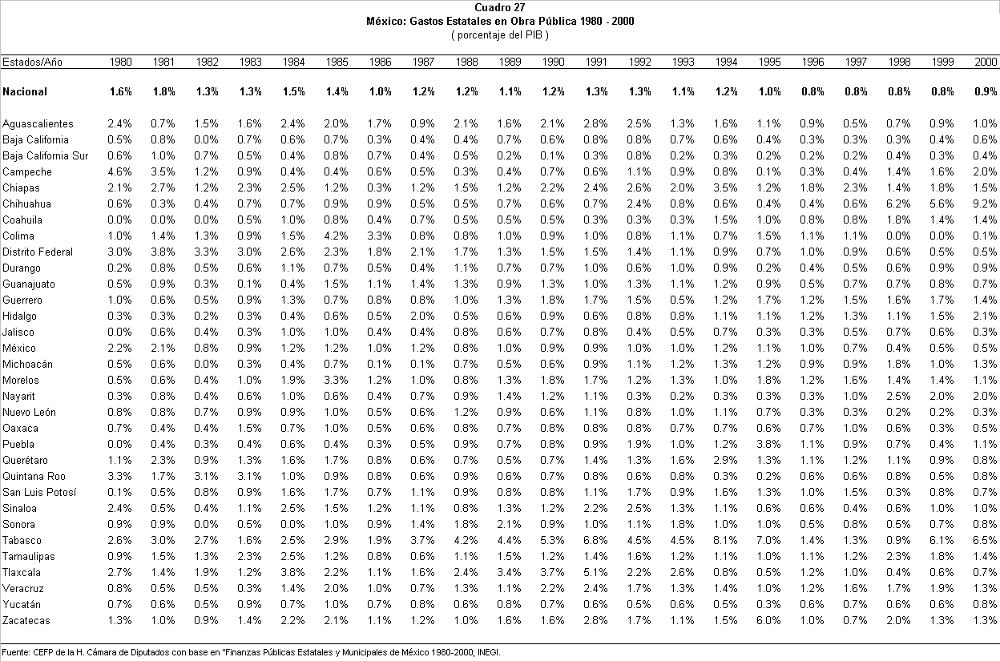 Cuadro 27
México: Gastos Estatales en Obra Pública 1980 - 2000
( porcentaje del PIB )
Estados/Año 1980 1981 1982 1983 1984 1985 1986 1987 1988 1989 1990 1991 1992 1993 1994 1995 1996 1997 1998 1999 2000
Nacional 1.6% 1.8% 1.3% 1.3% 1.5% 1.4% 1.0% 1.2% 1.2% 1.1% 1.2% 1.3% 1.3% 1.1% 1.2% 1.0% 0.8% 0.8% 0.8% 0.8% 0.9%
Aguascalientes 2.4% 0.7% 1.5% 1.6% 2.4% 2.0% 1.7% 0.9% 2.1% 1.6% 2.1% 2.8% 2.5% 1.3% 1.6% 1.1% 0.9% 0.5% 0.7% 0.9% 1.0%
Baja California 0.5% 0.8% 0.0% 0.7% 0.6% 0.7% 0.3% 0.4% 0.4% 0.7% 0.6% 0.8% 0.8% 0.7% 0.6% 0.4% 0.3% 0.3% 0.3% 0.4% 0.6%
Baja California Sur 0.6% 1.0% 0.7% 0.5% 0.4% 0.8% 0.7% 0.4% 0.5% 0.2% 0.1% 0.3% 0.8% 0.2% 0.3% 0.2% 0.2% 0.2% 0.4% 0.3% 0.4%
Campeche 4.6% 3.5% 1.2% 0.9% 0.4% 0.4% 0.6% 0.5% 0.3% 0.4% 0.7% 0.6% 1.1% 0.9% 0.8% 0.1% 0.3% 0.4% 1.4% 1.6% 2.0%
Chiapas 2.1% 2.7% 1.2% 2.3% 2.5% 1.2% 0.3% 1.2% 1.5% 1.2% 2.2% 2.4% 2.6% 2.0% 3.5% 1.2% 1.8% 2.3% 1.4% 1.8% 1.5%
Chihuahua 0.6% 0.3% 0.4% 0.7% 0.7% 0.9% 0.9% 0.5% 0.5% 0.7% 0.6% 0.7% 2.4% 0.8% 0.6% 0.4% 0.4% 0.6% 6.2% 5.6% 9.2%
Coahuila 0.0% 0.0% 0.0% 0.5% 1.0% 0.8% 0.4% 0.7% 0.5% 0.5% 0.5% 0.3% 0.3% 0.3% 1.5% 1.0% 0.8% 0.8% 1.8% 1.4% 1.4%
Colima 1.0% 1.4% 1.3% 0.9% 1.5% 4.2% 3.3% 0.8% 0.8% 1.0% 0.9% 1.0% 0.8% 1.1% 0.7% 1.5% 1.1% 1.1% 0.0% 0.0% 0.1%
Distrito Federal 3.0% 3.8% 3.3% 3.0% 2.6% 2.3% 1.8% 2.1% 1.7% 1.3% 1.5% 1.5% 1.4% 1.1% 0.9% 0.7% 1.0% 0.9% 0.6% 0.5% 0.5%
Durango 0.2% 0.8% 0.5% 0.6% 1.1% 0.7% 0.5% 0.4% 1.1% 0.7% 0.7% 1.0% 0.6% 1.0% 0.9% 0.2% 0.4% 0.5% 0.6% 0.9% 0.9%
Guanajuato 0.5% 0.9% 0.3% 0.1% 0.4% 1.5% 1.1% 1.4% 1.3% 0.9% 1.3% 1.0% 1.3% 1.1% 1.2% 0.9% 0.5% 0.7% 0.7% 0.8% 0.7%
Guerrero 1.0% 0.6% 0.5% 0.9% 1.3% 0.7% 0.8% 0.8% 1.0% 1.3% 1.8% 1.7% 1.5% 0.5% 1.2% 1.7% 1.2% 1.5% 1.6% 1.7% 1.4%
Hidalgo 0.3% 0.3% 0.2% 0.3% 0.4% 0.6% 0.5% 2.0% 0.5% 0.6% 0.9% 0.6% 0.8% 0.8% 1.1% 1.1% 1.2% 1.3% 1.1% 1.5% 2.1%
Jalisco 0.0% 0.6% 0.4% 0.3% 1.0% 1.0% 0.4% 0.4% 0.8% 0.6% 0.7% 0.8% 0.4% 0.5% 0.7% 0.3% 0.3% 0.5% 0.7% 0.6% 0.3%
México 2.2% 2.1% 0.8% 0.9% 1.2% 1.2% 1.0% 1.2% 0.8% 1.0% 0.9% 0.9% 1.0% 1.0% 1.2% 1.1% 1.0% 0.7% 0.4% 0.5% 0.5%
Michoacán 0.5% 0.6% 0.0% 0.3% 0.4% 0.7% 0.1% 0.1% 0.7% 0.5% 0.6% 0.9% 1.1% 1.2% 1.3% 1.2% 0.9% 0.9% 1.8% 1.0% 1.3%
Morelos 0.5% 0.6% 0.4% 1.0% 1.9% 3.3% 1.2% 1.0% 0.8% 1.3% 1.8% 1.7% 1.2% 1.3% 1.0% 1.8% 1.2% 1.6% 1.4% 1.4% 1.1%
Nayarit 0.3% 0.8% 0.4% 0.6% 1.0% 0.6% 0.4% 0.7% 0.9% 1.4% 1.2% 1.1% 0.3% 0.2% 0.3% 0.3% 0.3% 1.0% 2.5% 2.0% 2.0%
Nuevo León 0.8% 0.8% 0.7% 0.9% 0.9% 1.0% 0.5% 0.6% 1.2% 0.9% 0.6% 1.1% 0.8% 1.0% 1.1% 0.7% 0.3% 0.3% 0.2% 0.2% 0.3%
Oaxaca 0.7% 0.4% 0.4% 1.5% 0.7% 1.0% 0.5% 0.6% 0.8% 0.7% 0.8% 0.8% 0.8% 0.7% 0.7% 0.6% 0.7% 1.0% 0.6% 0.3% 0.5%
Puebla 0.0% 0.4% 0.3% 0.4% 0.6% 0.4% 0.3% 0.5% 0.9% 0.7% 0.8% 0.9% 1.9% 1.0% 1.2% 3.8% 1.1% 0.9% 0.7% 0.4% 1.1%
Querétaro 1.1% 2.3% 0.9% 1.3% 1.6% 1.7% 0.8% 0.6% 0.7% 0.5% 0.7% 1.4% 1.3% 1.6% 2.9% 1.3% 1.1% 1.2% 1.1% 0.9% 0.8%
Quintana Roo 3.3% 1.7% 3.1% 3.1% 1.0% 0.9% 0.8% 0.6% 0.9% 0.6% 0.7% 0.8% 0.6% 0.8% 0.3% 0.2% 0.6% 0.6% 0.8% 0.5% 0.8%
San Luis Potosí 0.1% 0.5% 0.8% 0.9% 1.6% 1.7% 0.7% 1.1% 0.9% 0.8% 0.8% 1.1% 1.7% 0.9% 1.6% 1.3% 1.0% 1.5% 0.3% 0.8% 0.7%
Sinaloa 2.4% 0.5% 0.4% 1.1% 2.5% 1.5% 1.2% 1.1% 0.8% 1.3% 1.2% 2.2% 2.5% 1.3% 1.1% 0.6% 0.6% 0.4% 0.6% 1.0% 1.0%
Sonora 0.9% 0.9% 0.0% 0.5% 0.0% 1.0% 0.9% 1.4% 1.8% 2.1% 0.9% 1.0% 1.1% 1.8% 1.0% 1.0% 0.5% 0.8% 0.5% 0.7% 0.8%
Tabasco 2.6% 3.0% 2.7% 1.6% 2.5% 2.9% 1.9% 3.7% 4.2% 4.4% 5.3% 6.8% 4.5% 4.5% 8.1% 7.0% 1.4% 1.3% 0.9% 6.1% 6.5%
Tamaulipas 0.9% 1.5% 1.3% 2.3% 2.5% 1.2% 0.8% 0.6% 1.1% 1.5% 1.2% 1.4% 1.6% 1.2% 1.1% 1.0% 1.1% 1.2% 2.3% 1.8% 1.4%
Tlaxcala 2.7% 1.4% 1.9% 1.2% 3.8% 2.2% 1.1% 1.6% 2.4% 3.4% 3.7% 5.1% 2.2% 2.6% 0.8% 0.5% 1.2% 1.0% 0.4% 0.6% 0.7%
Veracruz 0.8% 0.5% 0.5% 0.3% 1.4% 2.0% 1.0% 0.7% 1.3% 1.1% 2.2% 2.4% 1.7% 1.3% 1.4% 1.0% 1.2% 1.6% 1.7% 1.9% 1.3%
Yucatán 0.7% 0.6% 0.5% 0.9% 0.7% 1.0% 0.7% 0.8% 0.6% 0.8% 0.7% 0.6% 0.5% 0.6% 0.5% 0.3% 0.6% 0.7% 0.6% 0.6% 0.8%
Zacatecas 1.3% 1.0% 0.9% 1.4% 2.2% 2.1% 1.1% 1.2% 1.0% 1.6% 1.6% 2.8% 1.7% 1.1% 1.5% 6.0% 1.0% 0.7% 2.0% 1.3% 1.3%
Fuente: CEFP de la H. Cámara de Diputados con base en "Finanzas Públicas Estatales y Municipales de México 1980-2000; INEGI.